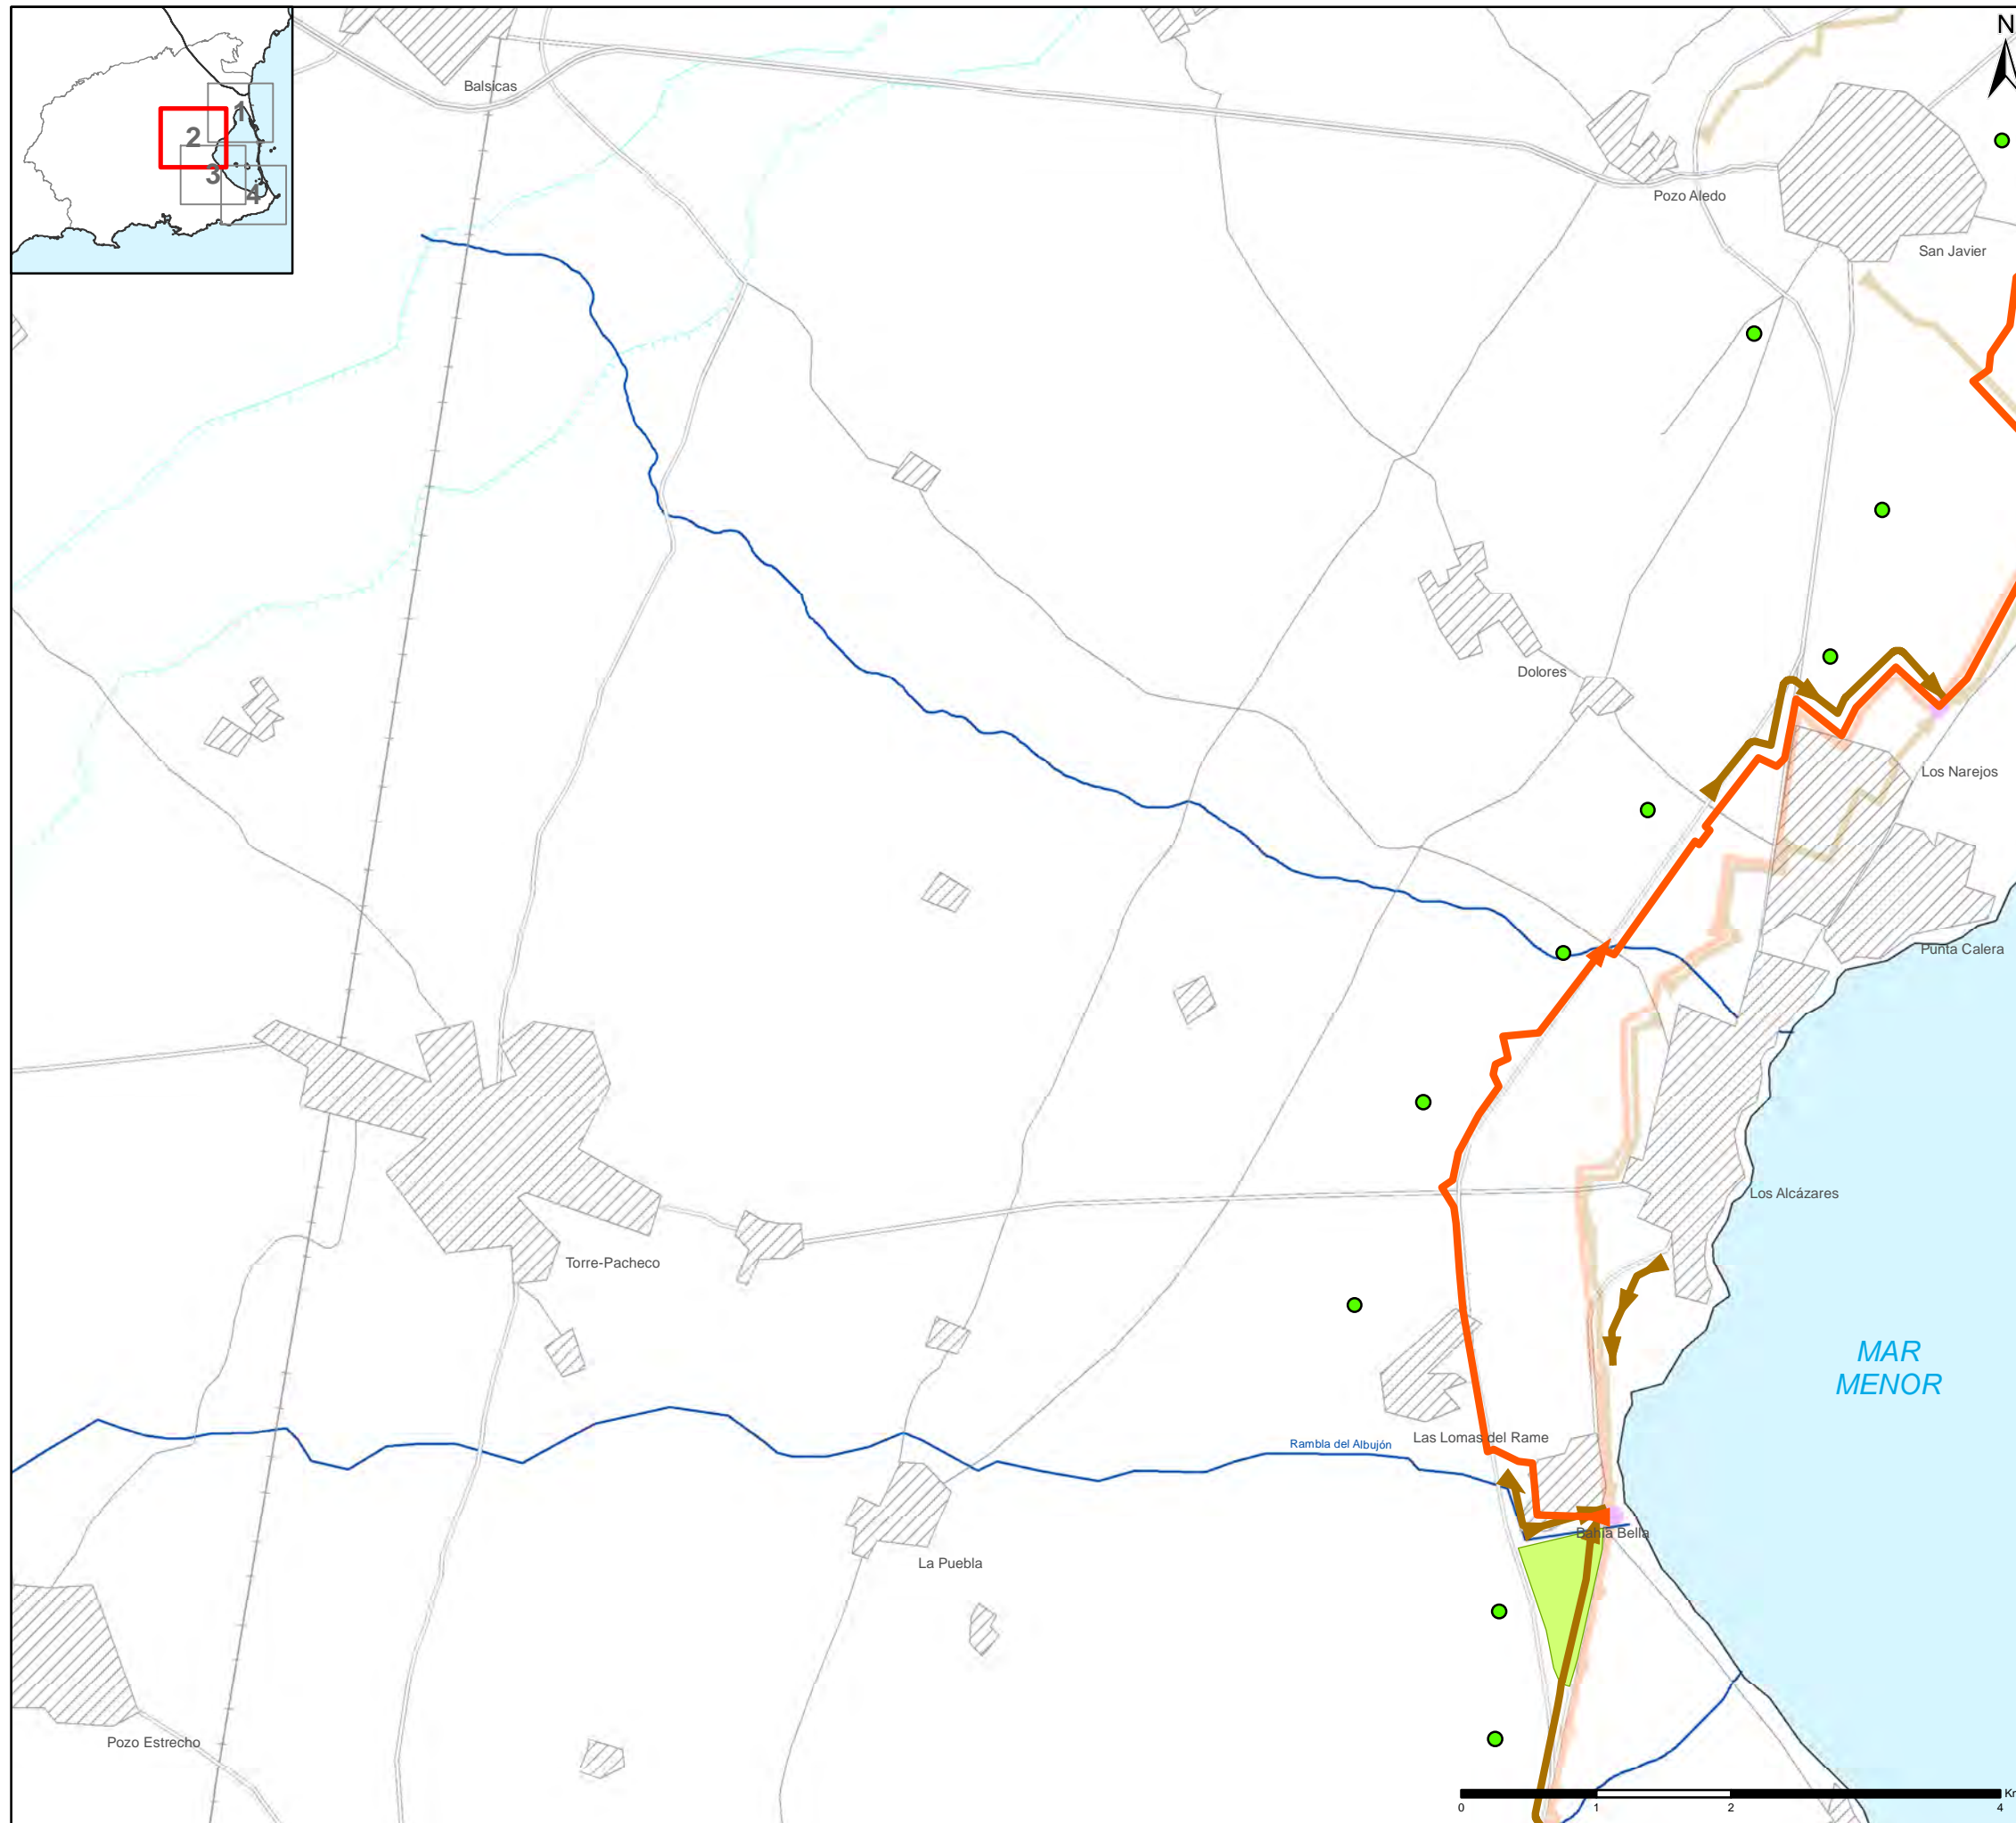 N
1
2
3
4
Balsicas
Pozo Aledo
San Javier
Dolores
Los Narejos
Punta Calera
Los Alcázares
Torre-Pacheco
MAR
MENOR
Las Lomas del Rame
Rambla del Albujón
Bahía Bella
La Puebla
Pozo Estrecho
0 1 2 4